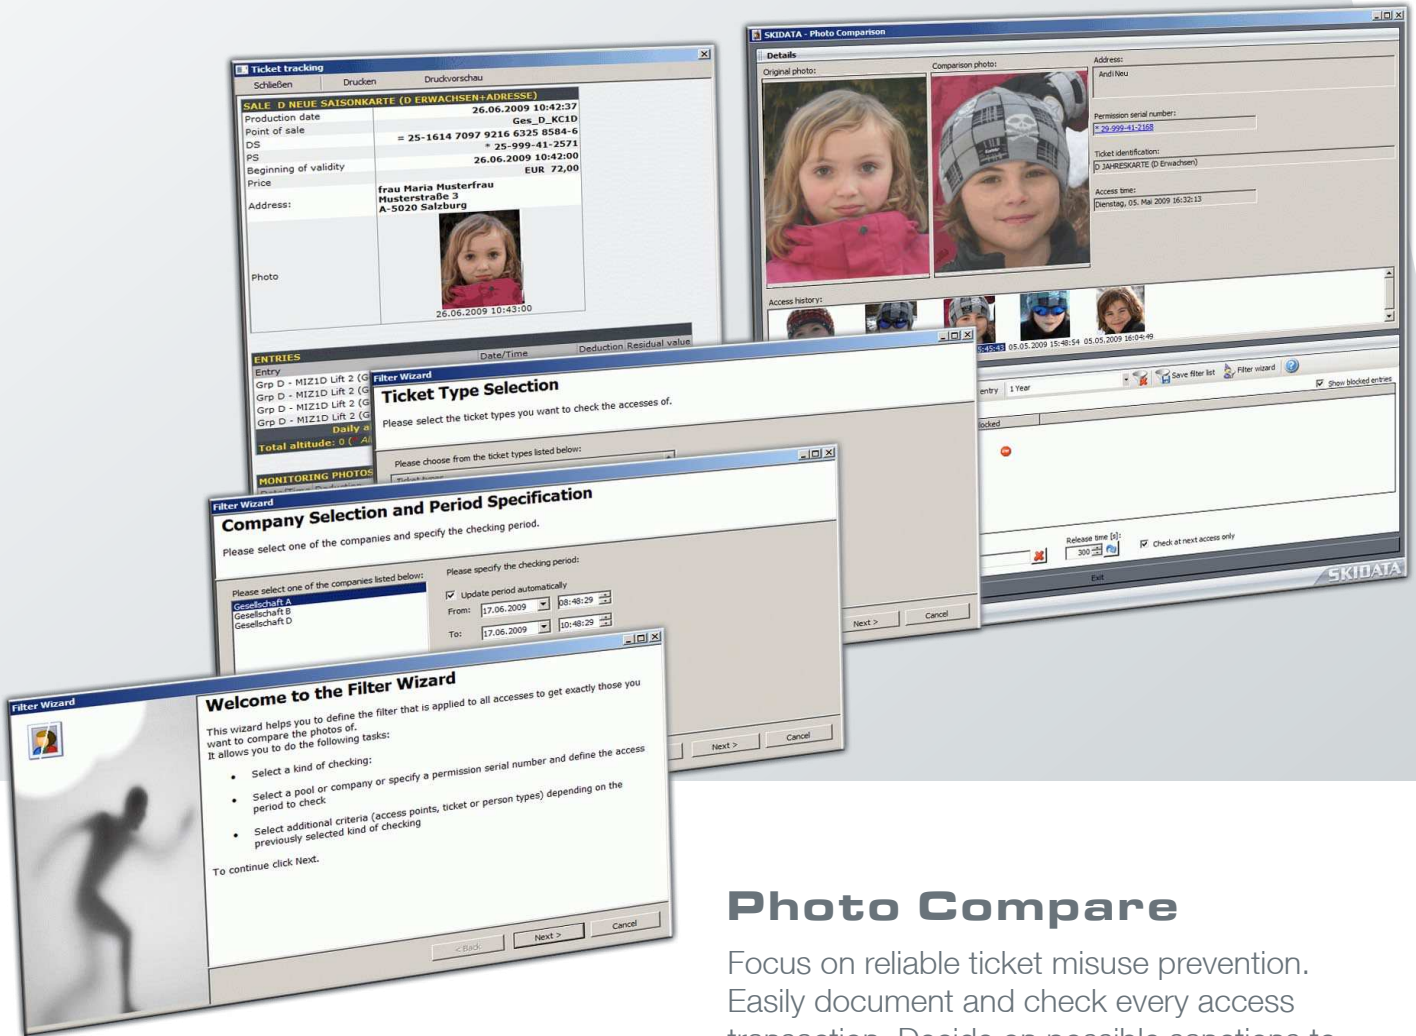 Ticket tracking
Schließen Drucken Druckvorschau
SALE D NEUE SAISONKARTE (D ERWACHSEN+ADRESSE)
Production date 26.06.2009 10:42:37
Point of sale Ges_D_KC1D
DS = 25-1614 7097 9216 6325 8584-6
PS * 25-999-41-2571
Beginning of validity 26.06.2009 10:42:00
Price EUR 72,00
Address: frau Maria Musterfrau
Musterstraße 3
A-5020 Salzburg
Photo
26.06.2009 10:43:00
ENTRIES
Entry Date/Time Deduction Residual value
Grp D - MIZ1D Lift 2 (G
Grp D - MIZ1D Lift 2 (G
Grp D - MIZ1D Lift 2 (G
Grp D - MIZ1D Lift 2 (G
Daily a
Total altitude: 0 (
MONITORING PHOTOS
SKIDATA - Photo Comparison
Details
Original photo: Comparison photo: Address:
Andi Neu
Permission serial number:
* 29-999-41-2168
Ticket identification:
D JAHRESKARTE (D Erwachsen)
Access time:
Dienstag, 05. Mai 2009 16:32:13
Access history:
5:45:43 05.05.2009 15:48:54 05.05.2009 16:04:49
entry 1 Year Save filter list Filter wizard
Show blocked entries
locked
Release time [s]:
300 Check at next access only
Exit
SKIDATA
Filter Wizard
Ticket Type Selection
Please select the ticket types you want to check the accesses of.
Please choose from the ticket types listed below:
Ticket types
Next > Cancel
Filter Wizard
Company Selection and Period Specification
Please select one of the companies and specify the checking period.
Please select one of the companies listed below:
Gesellschaft A
Gesellschaft B
Gesellschaft D
Please specify the checking period:
Update period automatically
From: 17.06.2009 08:48:29
To: 17.06.2009 10:48:29
Next > Cancel
Filter Wizard
Welcome to the Filter Wizard
This wizard helps you to define the filter that is applied to all accesses to get exactly those you
want to compare the photos of.
It allows you to do the following tasks:
• Select a kind of checking:
• Select a pool or company or specify a permission serial number and define the access
period to check
• Select additional criteria (access points, ticket or person types) depending on the
previously selected kind of checking
To continue click Next.
< Back Next > Cancel
Photo Compare
Focus on reliable ticket misuse prevention.
Easily document and check every access
transaction. Decide on possible sanctions to